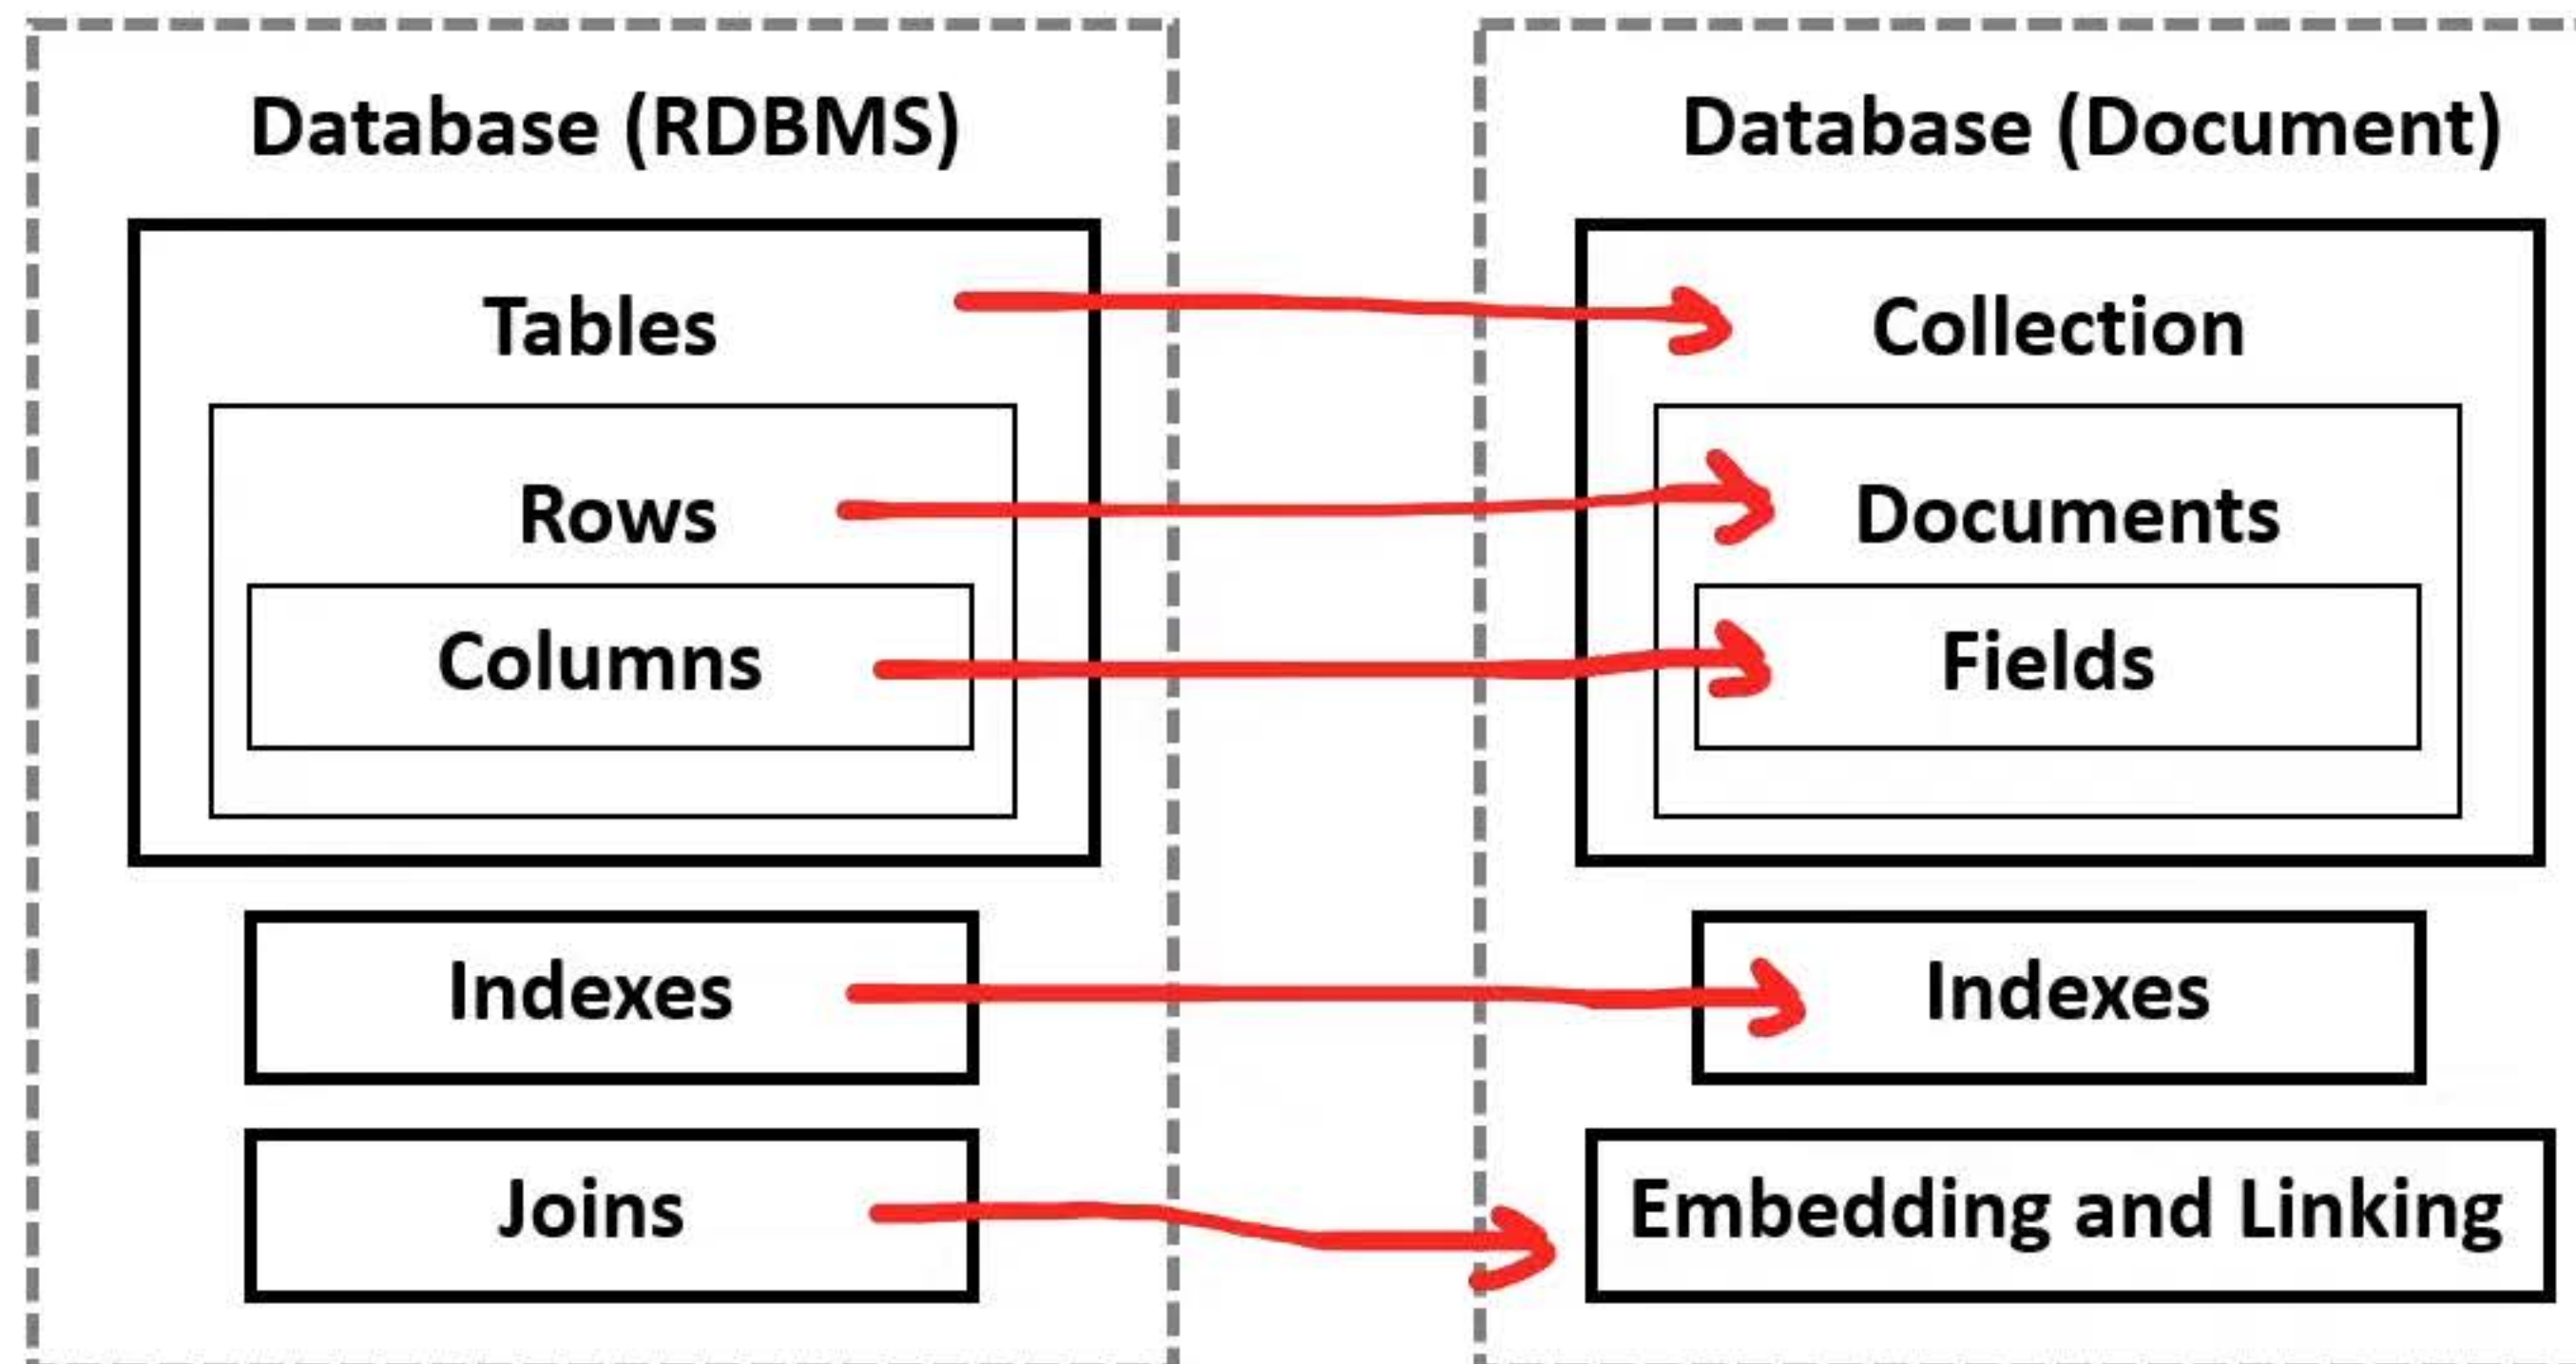 Database (RDBMS)
Tables
Rows
Columns
Indexes
Joins
Database (Document)
Collection
Documents
Fields
Indexes
Embedding and Linking